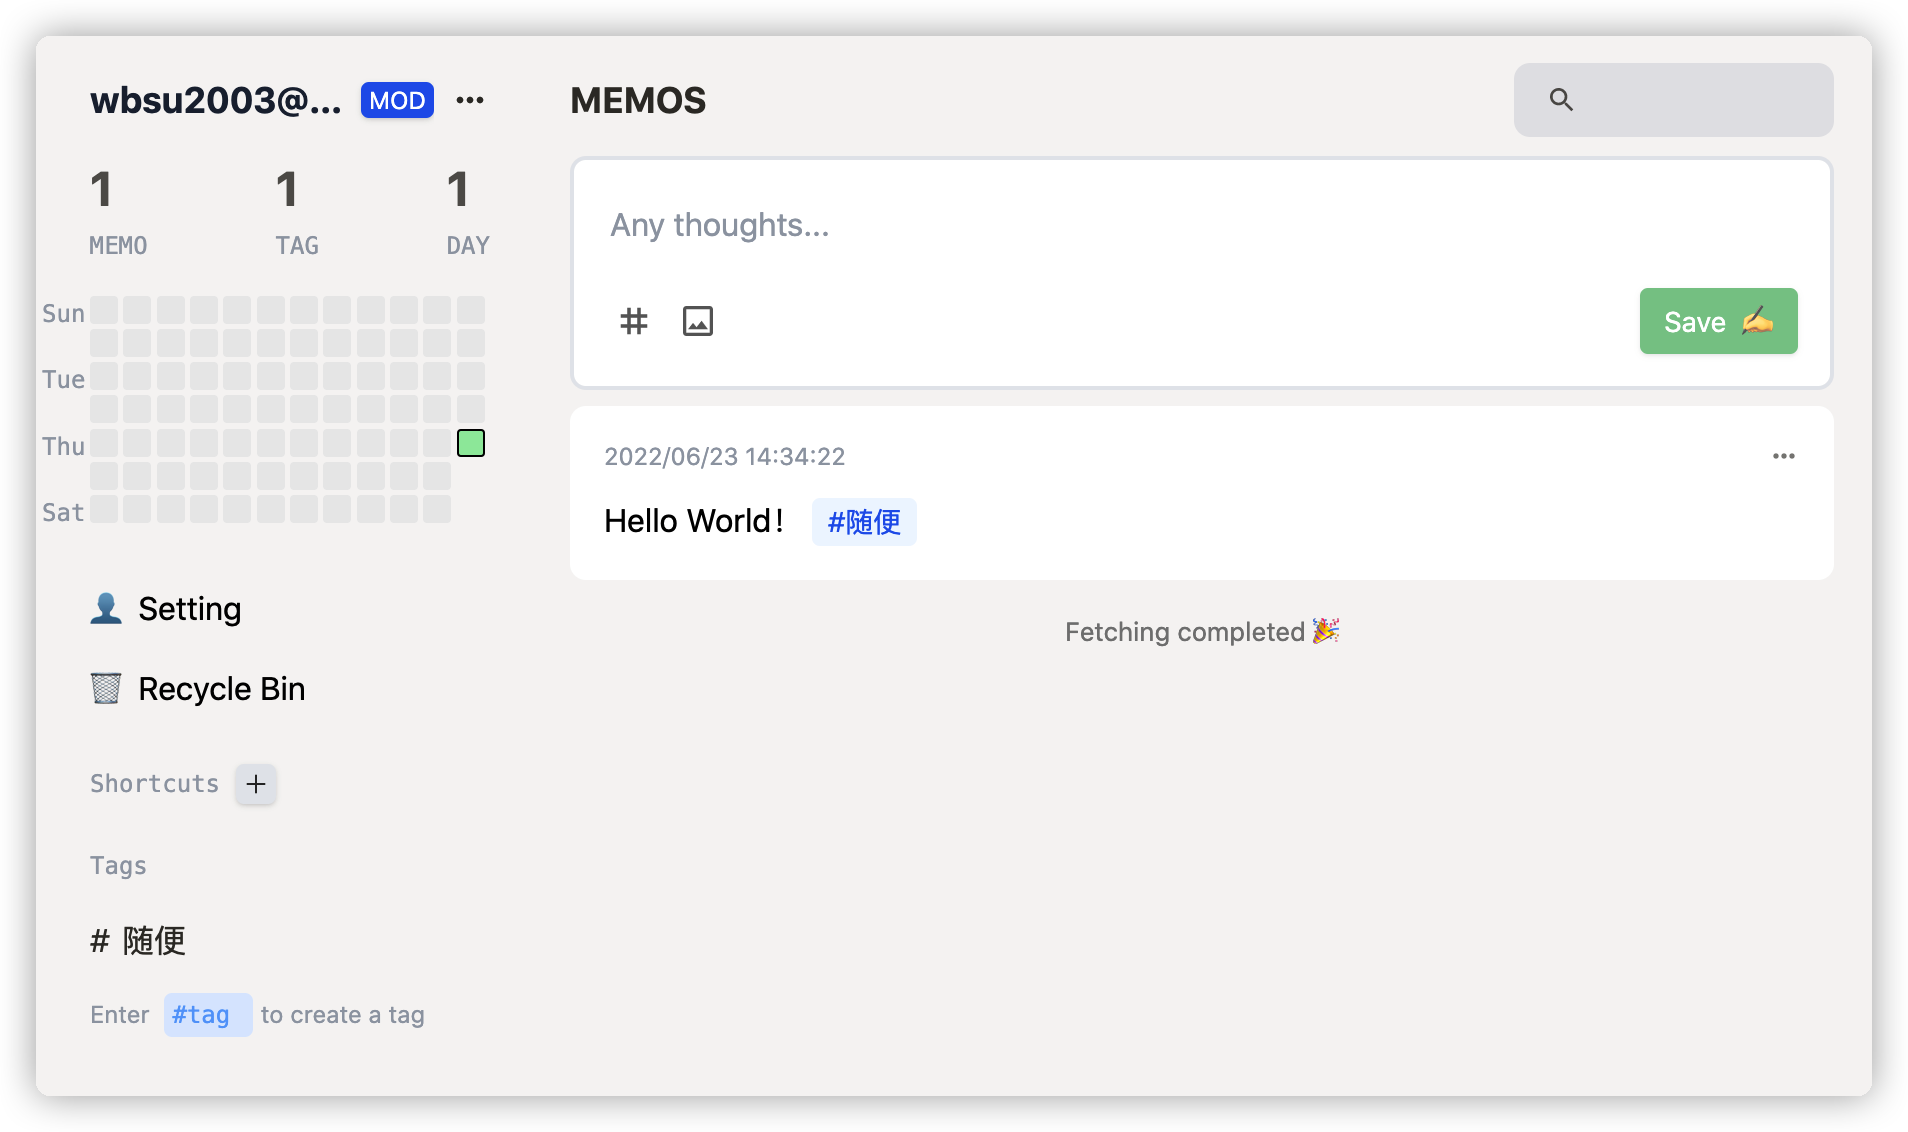 wbsu2003@... MOD
1 1 1
MEMO TAG DAY
Sun
Tue
Thu
Sat
👤 Setting
🗑️ Recycle Bin
Shortcuts +
Tags
# 随便
Enter #tag to create a tag
MEMOS
Any thoughts...
Save ✍️
2022/06/23 14:34:22
Hello World！ #随便
Fetching completed 🎉